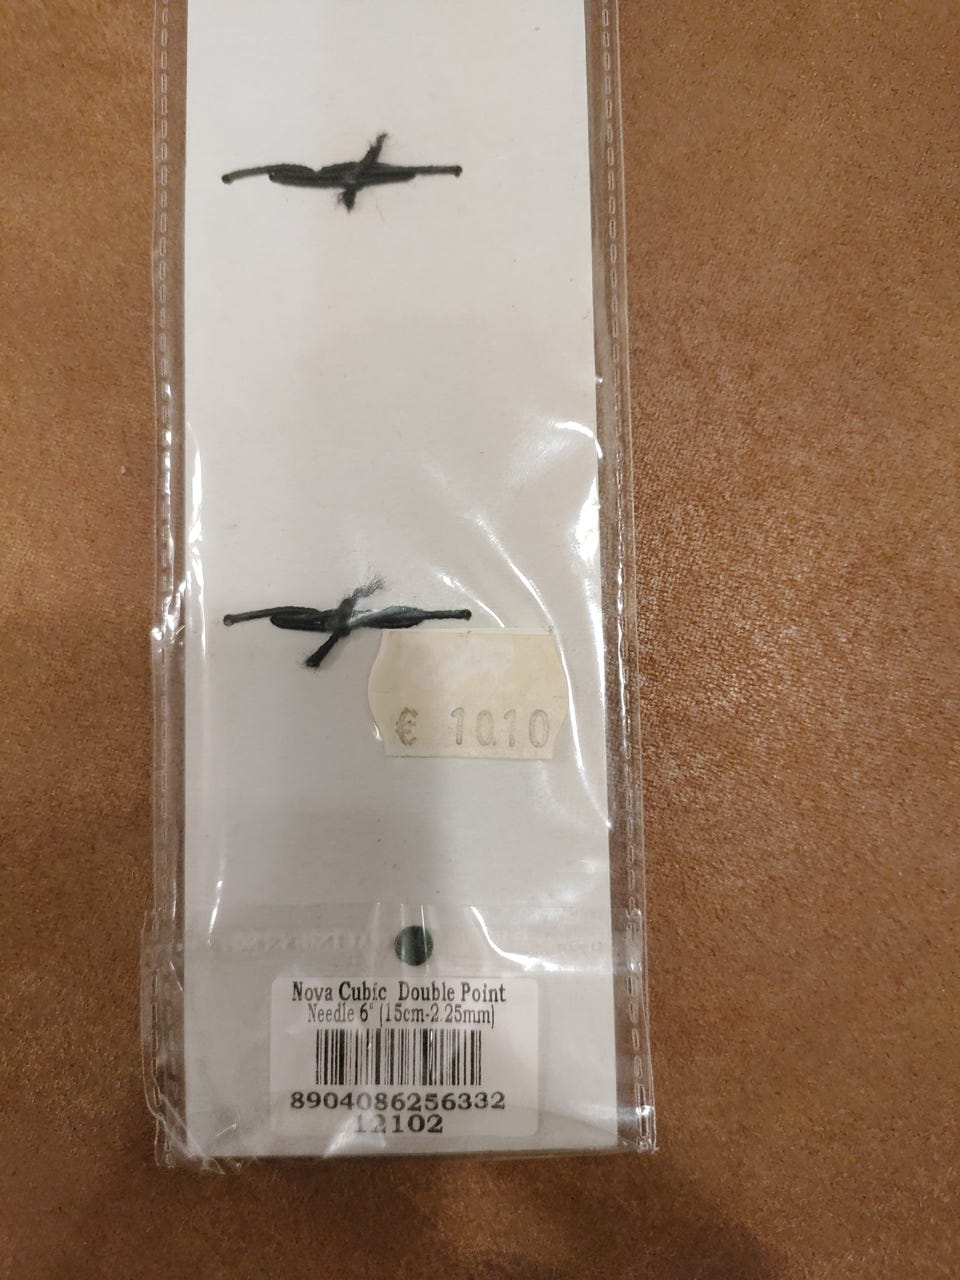 € 10.10
Nova Cubic Double Point
Needle 6" (15cm-2.25mm)
8904086256332
12102